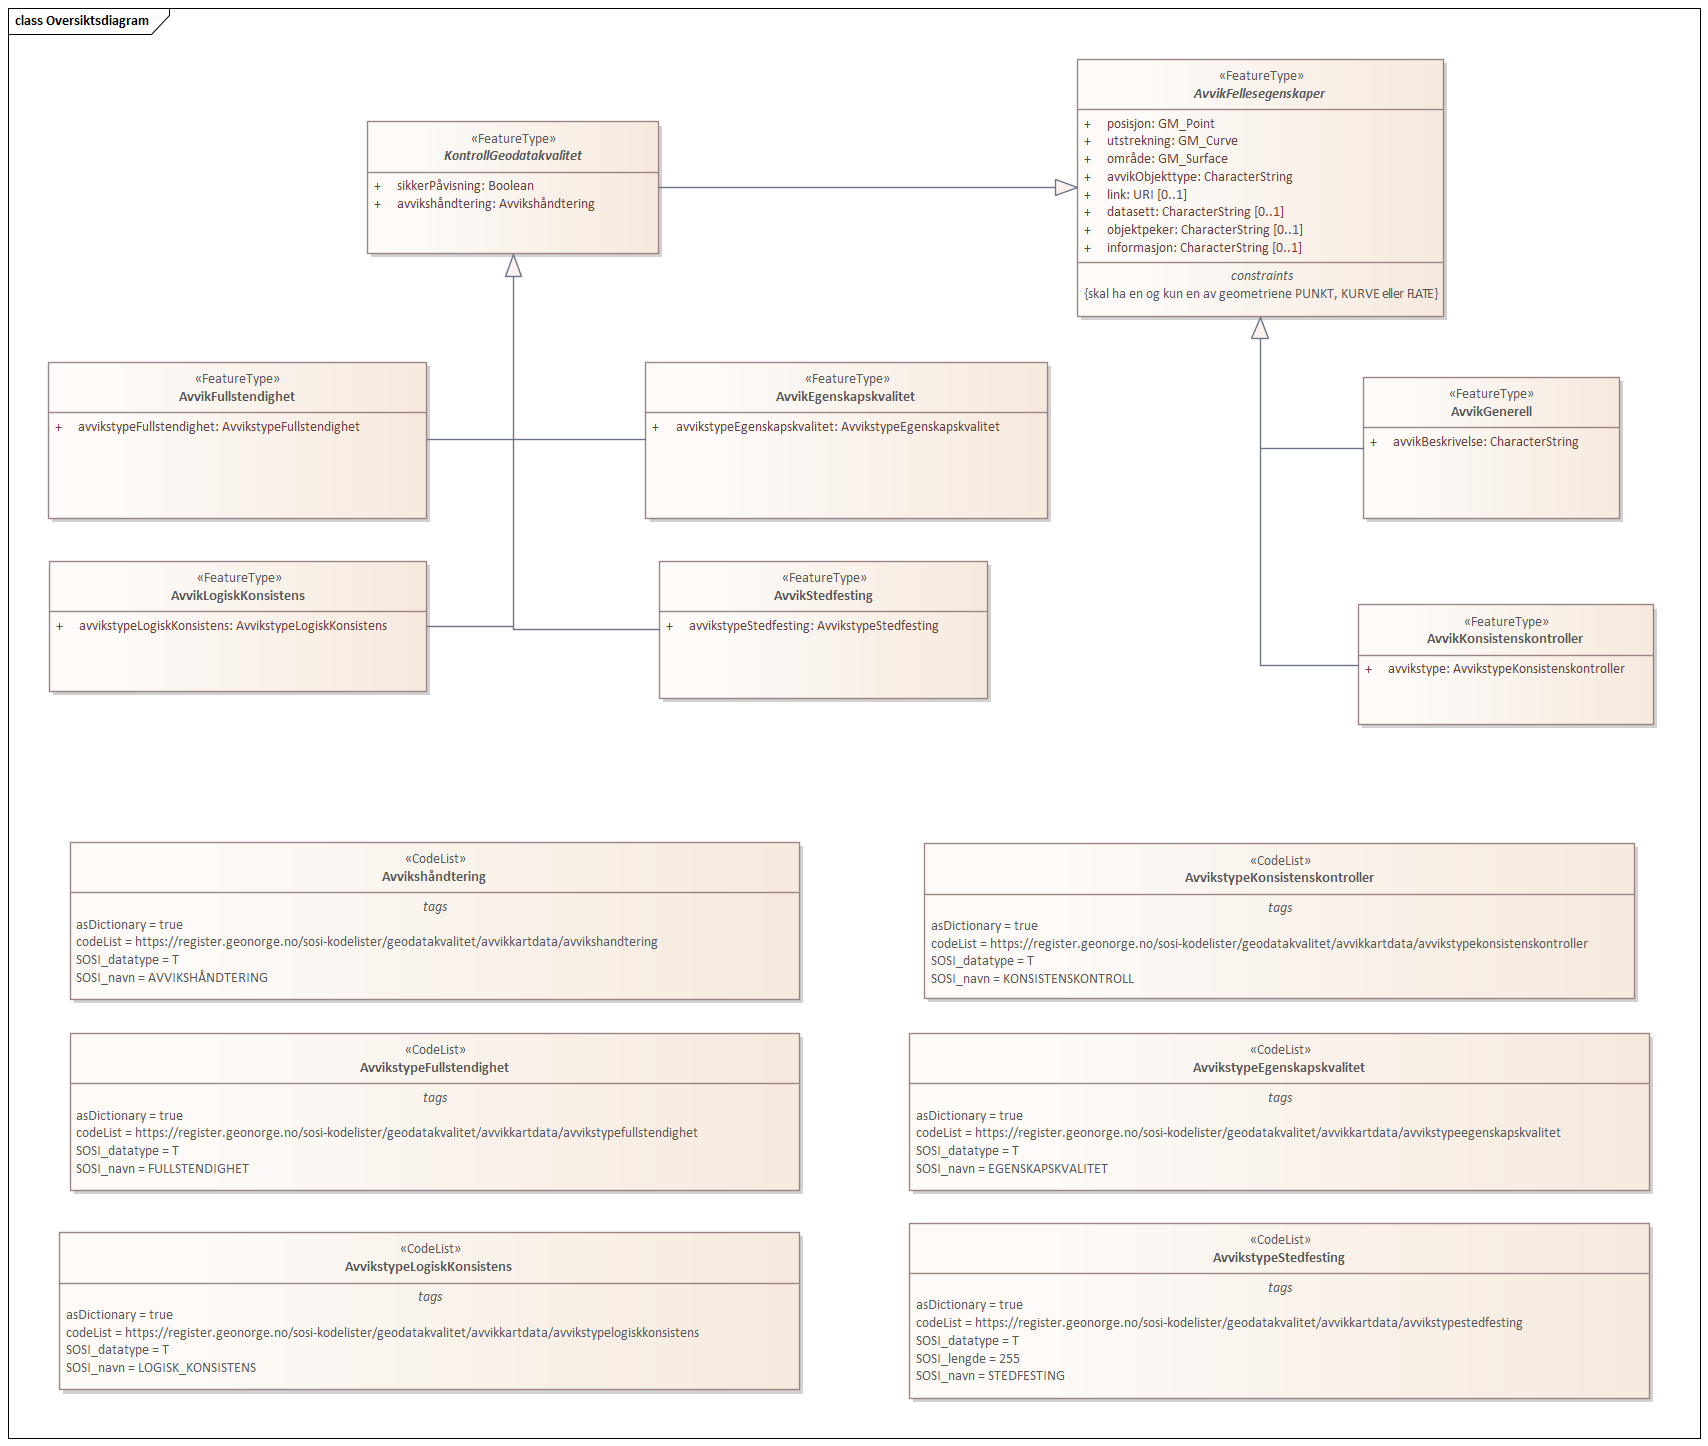 class Oversiktsdiagram
«FeatureType»
AvvikFellesegenskaper
+ posisjon: GM_Point
+ utstrekning: GM_Curve
+ område: GM_Surface
+ avvikObjekttype: CharacterString
+ link: URI [0..1]
+ datasett: CharacterString [0..1]
+ objektpeker: CharacterString [0..1]
+ informasjon: CharacterString [0..1]
constraints
{skal ha en og kun en av geometriene PUNKT, KURVE eller FLATE}
«FeatureType»
KontrollGeodatakvalitet
+ sikkerPåvisning: Boolean
+ avvikshåndtering: Avvikshåndtering
«FeatureType»
AvvikFullstendighet
+ avvikstypeFullstendighet: AvvikstypeFullstendighet
«FeatureType»
AvvikEgenskapskvalitet
+ avvikstypeEgenskapskvalitet: AvvikstypeEgenskapskvalitet
«FeatureType»
AvvikGenerell
+ avvikBeskrivelse: CharacterString
«FeatureType»
AvvikLogiskKonsistens
+ avvikstypeLogiskKonsistens: AvvikstypeLogiskKonsistens
«FeatureType»
AvvikStedfesting
+ avvikstypeStedfesting: AvvikstypeStedfesting
«FeatureType»
AvvikKonsistenskontroller
+ avvikstype: AvvikstypeKonsistenskontroller
«CodeList»
Avvikshåndtering
tags
asDictionary = true
codeList = https://register.geonorge.no/sosi-kodelister/geodatakvalitet/avvikkartdata/avvikshandtering
SOSI_datatype = T
SOSI_navn = AVVIKSHÅNDTERING
«CodeList»
AvvikstypeKonsistenskontroller
tags
asDictionary = true
codeList = https://register.geonorge.no/sosi-kodelister/geodatakvalitet/avvikkartdata/avvikstypekonsistenskontroller
SOSI_datatype = T
SOSI_navn = KONSISTENSKONTROLL
«CodeList»
AvvikstypeFullstendighet
tags
asDictionary = true
codeList = https://register.geonorge.no/sosi-kodelister/geodatakvalitet/avvikkartdata/avvikstypefullstendighet
SOSI_datatype = T
SOSI_navn = FULLSTENDIGHET
«CodeList»
AvvikstypeEgenskapskvalitet
tags
asDictionary = true
codeList = https://register.geonorge.no/sosi-kodelister/geodatakvalitet/avvikkartdata/avvikstypeegenskapskvalitet
SOSI_datatype = T
SOSI_navn = EGENSKAPSKVALITET
«CodeList»
AvvikstypeLogiskKonsistens
tags
asDictionary = true
codeList = https://register.geonorge.no/sosi-kodelister/geodatakvalitet/avvikkartdata/avvikstypelogiskkonsistens
SOSI_datatype = T
SOSI_navn = LOGISK_KONSISTENS
«CodeList»
AvvikstypeStedfesting
tags
asDictionary = true
codeList = https://register.geonorge.no/sosi-kodelister/geodatakvalitet/avvikkartdata/avvikstypestedfesting
SOSI_datatype = T
SOSI_lengde = 255
SOSI_navn = STEDFESTING